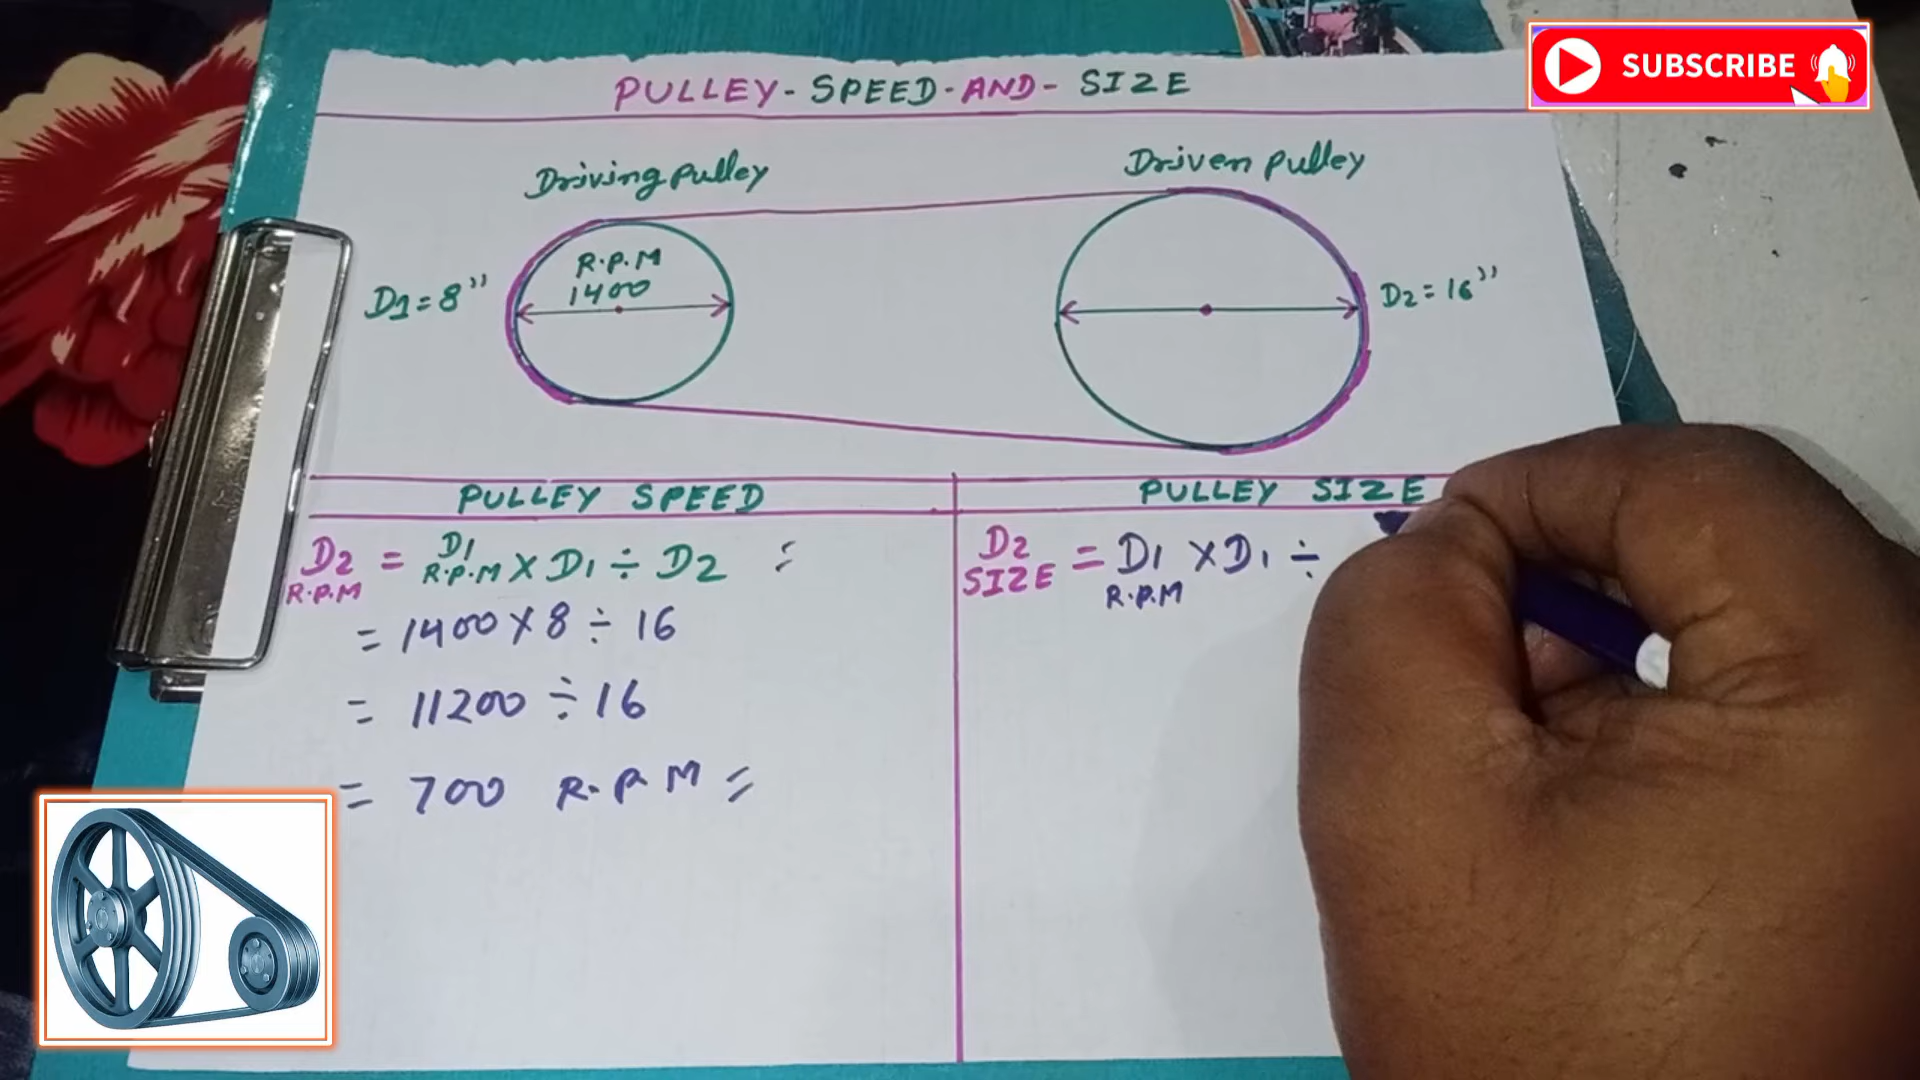 SUBSCRIBE
PULLEY - SPEED - AND - SIZE
Driving pulley
Driven pulley
R.P.M
1400
D1 = 8"
D2 = 16"
PULLEY SPEED
D2 R.P.M = D1 R.P.M X D1 ÷ D2 =
= 1400 X 8 ÷ 16
= 11200 ÷ 16
= 700 R.P.M =
PULLEY SIZE
D2 SIZE = D1 R.P.M X D1 ÷